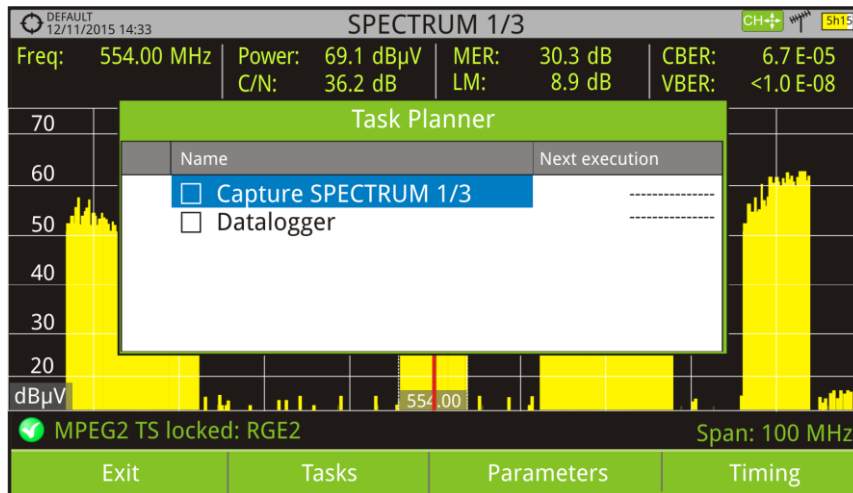 DEFAULT
12/11/2015 14:33
SPECTRUM 1/3
CH
5h15
Freq: 554.00 MHz
Power: 69.1 dBµV
MER: 30.3 dB
CBER: 6.7 E-05
C/N: 36.2 dB
LM: 8.9 dB
VBER: <1.0 E-08
Task Planner
Name
Next execution
Capture SPECTRUM 1/3
---------------
Datalogger
---------------
70
60
50
40
30
20
dBµV
554.00
MPEG2 TS locked: RGE2
Span: 100 MHz
Exit
Tasks
Parameters
Timing